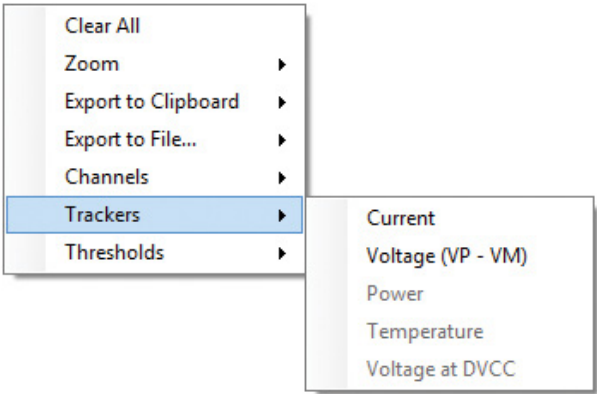 Clear All
Zoom
Export to Clipboard
Export to File...
Channels
Trackers
Thresholds
Current
Voltage (VP - VM)
Power
Temperature
Voltage at DVCC